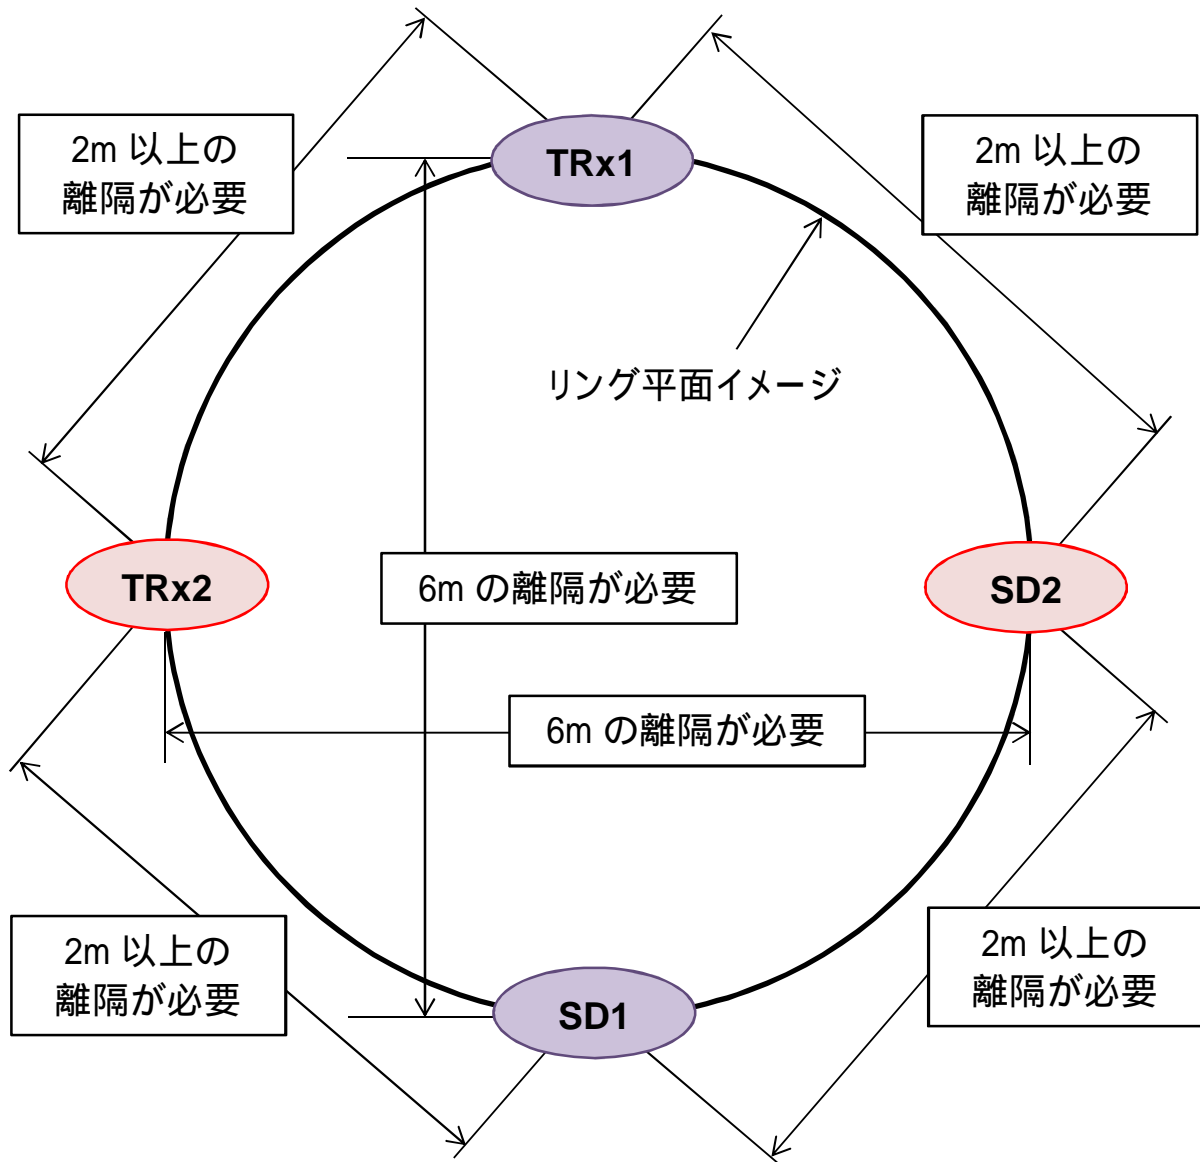 TRx1
2m 以上の
離隔が必要
2m 以上の
離隔が必要
リング平面イメージ
TRx2
6m の離隔が必要
SD2
6m の離隔が必要
2m 以上の
離隔が必要
2m 以上の
離隔が必要
SD1